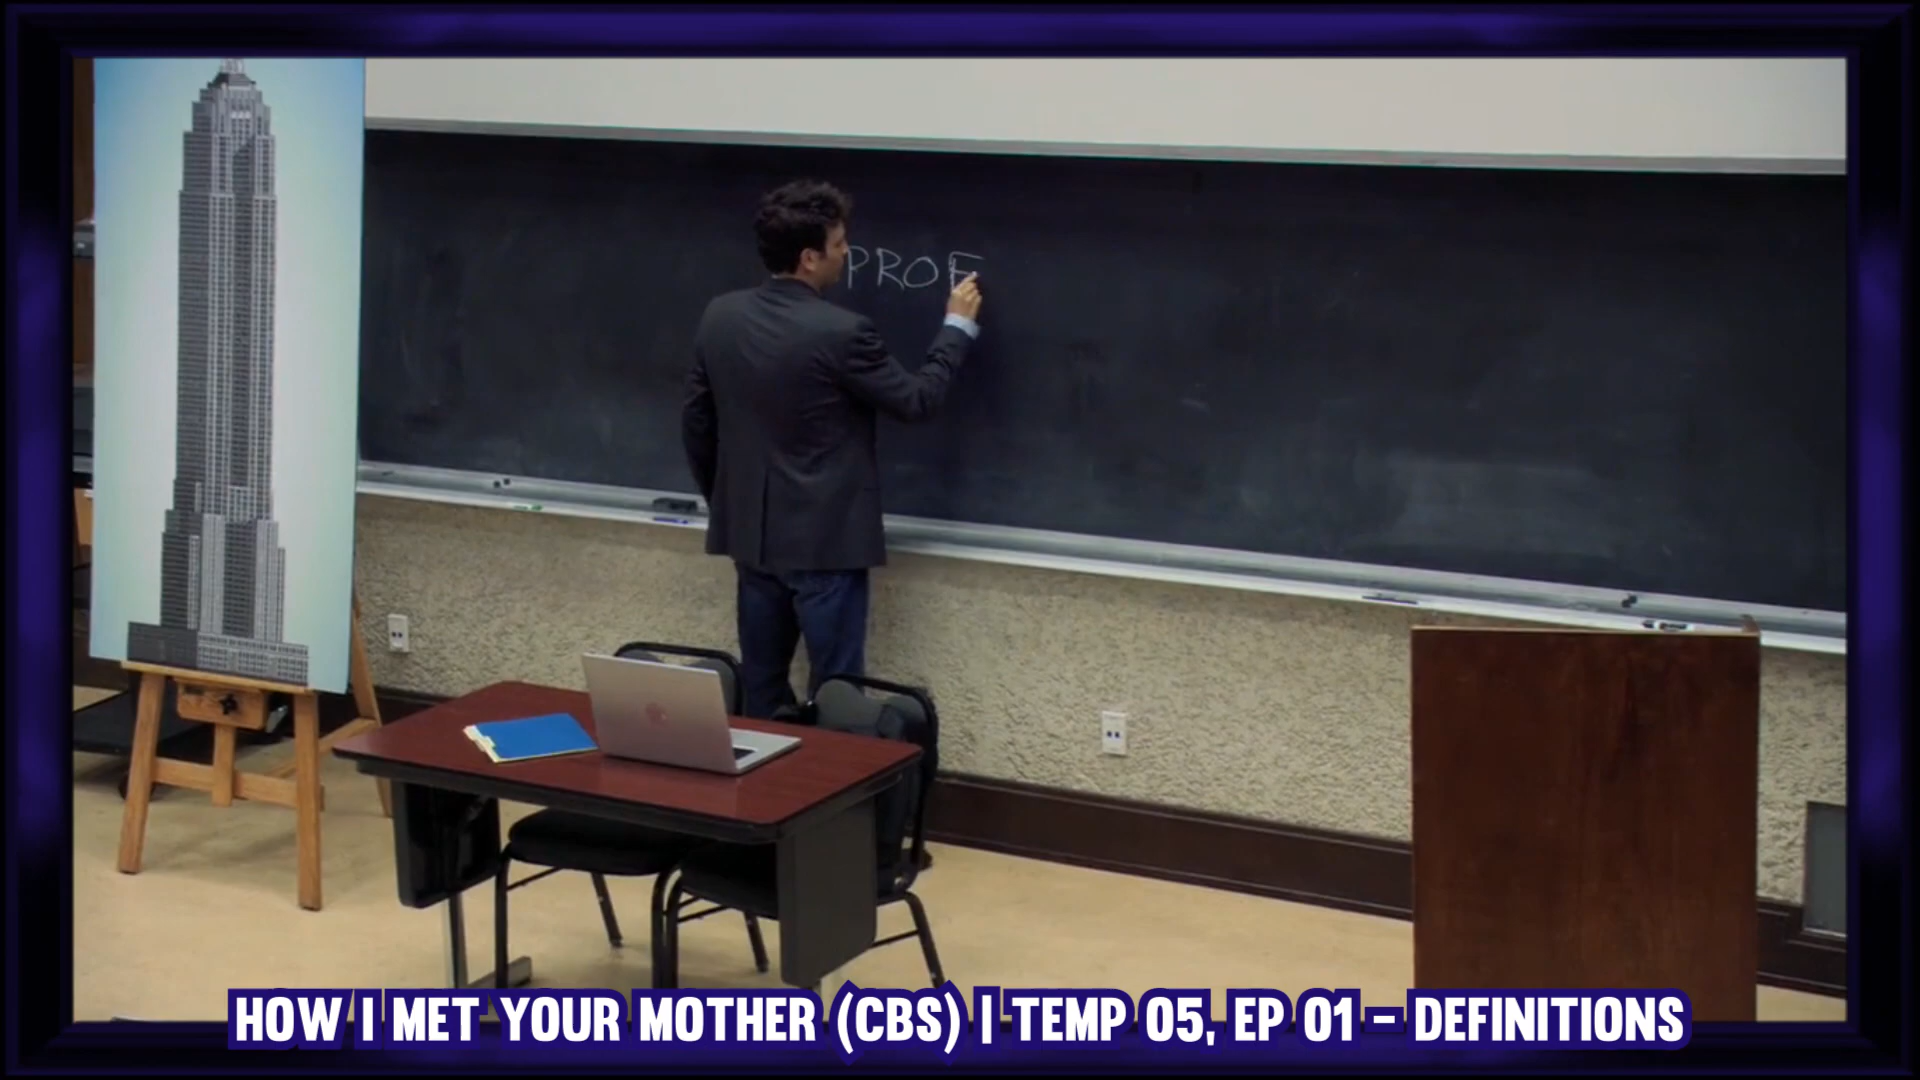 PROF
HOW I MET YOUR MOTHER (CBS) | TEMP 05, EP 01 - DEFINITIONS